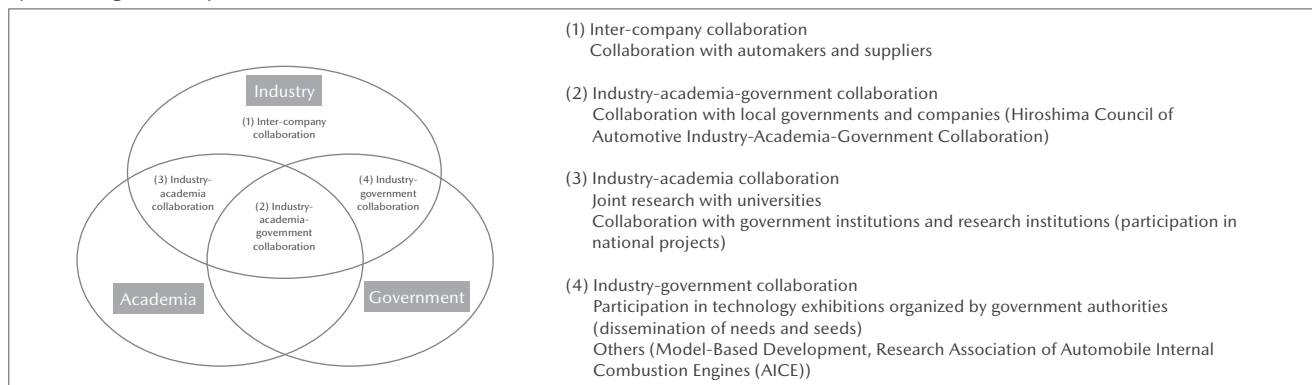 Industry
(1) Inter-company
collaboration
(3) Industry-
academia
collaboration
(4) Industry-
government
collaboration
(2) Industry-
academia-
government
collaboration
Academia
Government
(1) Inter-company collaboration
Collaboration with automakers and suppliers
(2) Industry-academia-government collaboration
Collaboration with local governments and companies (Hiroshima Council of
Automotive Industry-Academia-Government Collaboration)
(3) Industry-academia collaboration
Joint research with universities
Collaboration with government institutions and research institutions (participation in
national projects)
(4) Industry-government collaboration
Participation in technology exhibitions organized by government authorities
(dissemination of needs and seeds)
Others (Model-Based Development, Research Association of Automobile Internal
Combustion Engines (AICE))